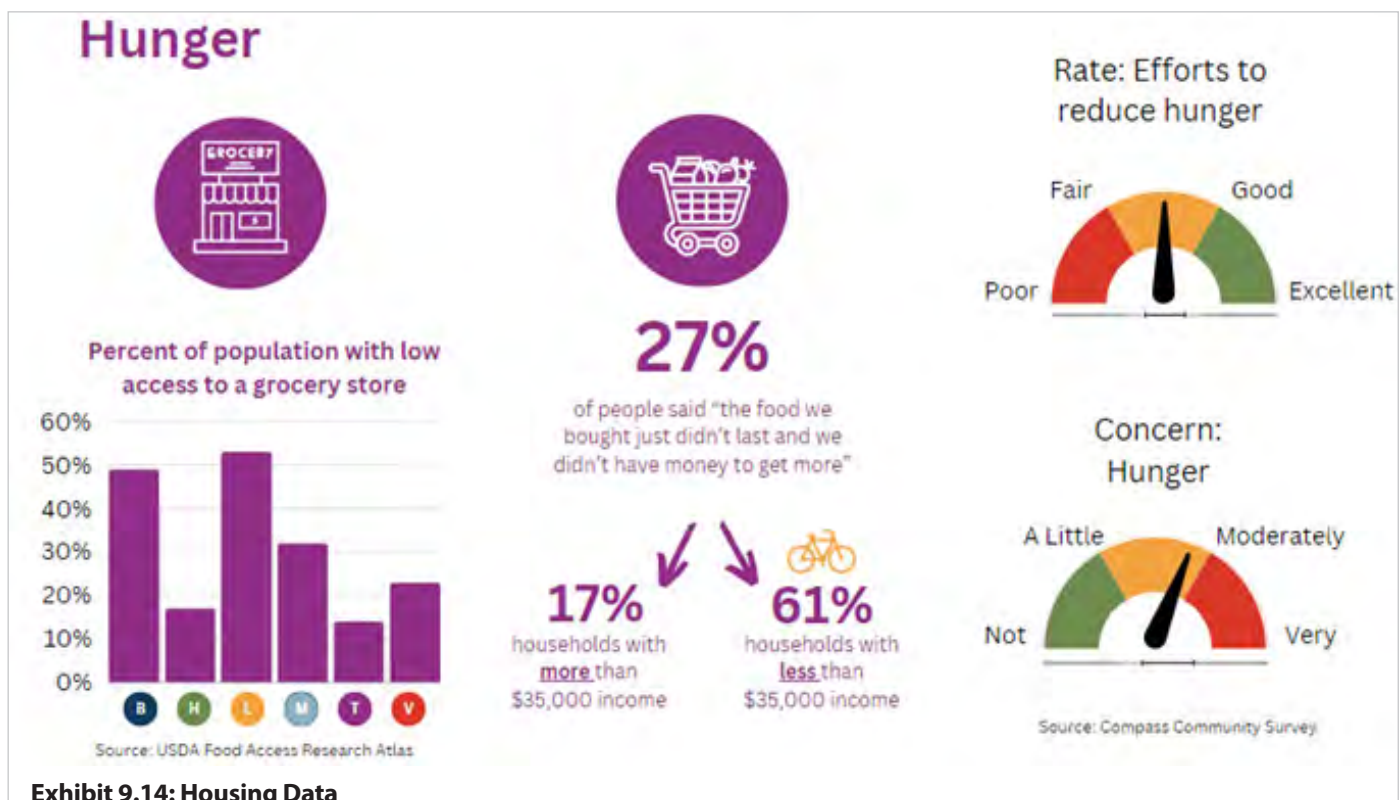 Hunger
GROCERY
$
Percent of population with low
access to a grocery store
60%
50%
40%
30%
20%
10%
0%
B H L M T V
Source: USDA Food Access Research Atlas
27%
of people said “the food we
bought just didn’t last and we
didn’t have money to get more”
17%
households with
more than
$35,000 income
61%
households with
less than
$35,000 income
Rate: Efforts to
reduce hunger
Fair Good
Poor Excellent
Concern:
Hunger
A Little Moderately
Not Very
Source: Compass Community Survey
Exhibit 9.14: Housing Data